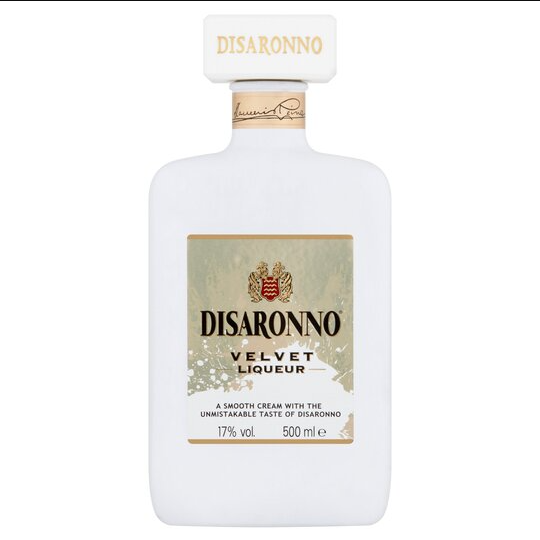 DISARONNO
DISARONNO®
VELVET
LIQUEUR
A SMOOTH CREAM WITH THE
UNMISTAKABLE TASTE OF DISARONNO
17% vol. 500 ml ℮